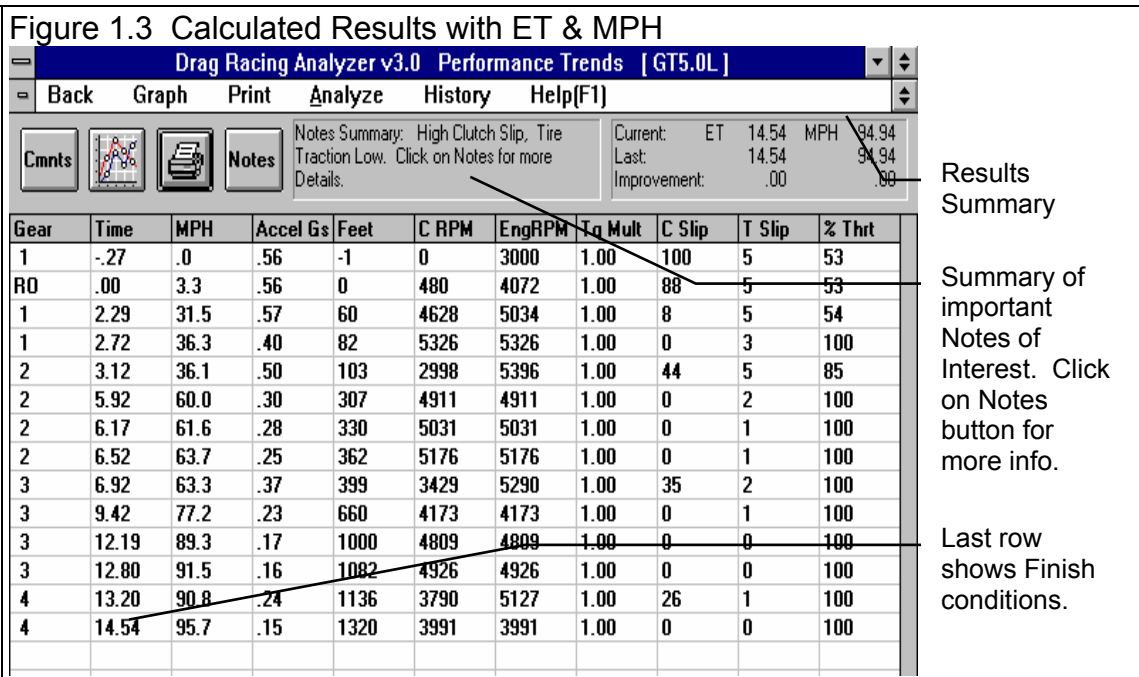 Figure 1.3 Calculated Results with ET & MPH
Drag Racing Analyzer v3.0 Performance Trends [ GT5.0L ]
Back Graph Print Analyze History Help(F1)
Cmnts
Notes
Notes Summary: High Clutch Slip, Tire
Traction Low. Click on Notes for more
Details.
Current: ET 14.54 MPH 94.94
Last: 14.54 94.94
Improvement: .00 .00
Results
Summary
Gear Time MPH Accel Gs Feet C RPM EngRPM Tq Mult C Slip T Slip % Thrt
1 -.27 .0 .56 -1 0 3000 1.00 100 5 53
RO .00 3.3 .56 0 480 4072 1.00 88 5 53
1 2.29 31.5 .57 60 4628 5034 1.00 8 5 54
1 2.72 36.3 .40 82 5326 5326 1.00 0 3 100
2 3.12 36.1 .50 103 2998 5396 1.00 44 5 85
2 5.92 60.0 .30 307 4911 4911 1.00 0 2 100
2 6.17 61.6 .28 330 5031 5031 1.00 0 1 100
2 6.52 63.7 .25 362 5176 5176 1.00 0 1 100
3 6.92 63.3 .37 399 3429 5290 1.00 35 2 100
3 9.42 77.2 .23 660 4173 4173 1.00 0 1 100
3 12.19 89.3 .17 1000 4809 4809 1.00 0 0 100
3 12.80 91.5 .16 1082 4926 4926 1.00 0 0 100
4 13.20 90.8 .24 1136 3790 5127 1.00 26 1 100
4 14.54 95.7 .15 1320 3991 3991 1.00 0 0 100
Summary of
important
Notes of
Interest. Click
on Notes
button for
more info.
Last row
shows Finish
conditions.